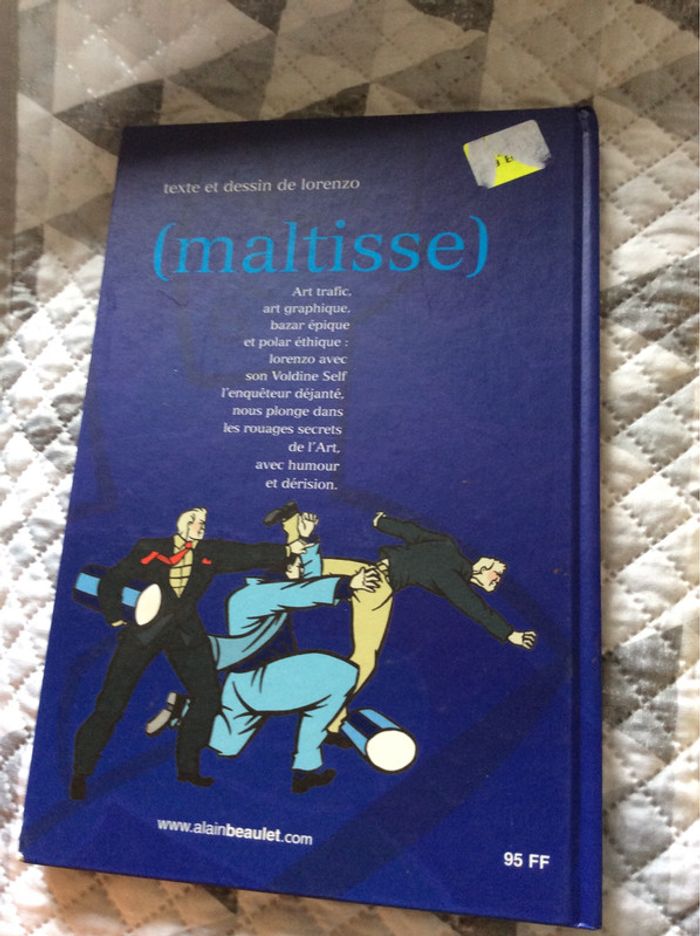 texte et dessin de lorenzo
(maltisse)
Art trafic,
art graphique,
bazar épique
et polar éthique :
lorenzo avec
son Voldine Self
l'enquêteur déjanté,
nous plonge dans
les rouages secrets
de l'Art,
avec humour
et dérision.
www.alainbeaulet.com
95 FF